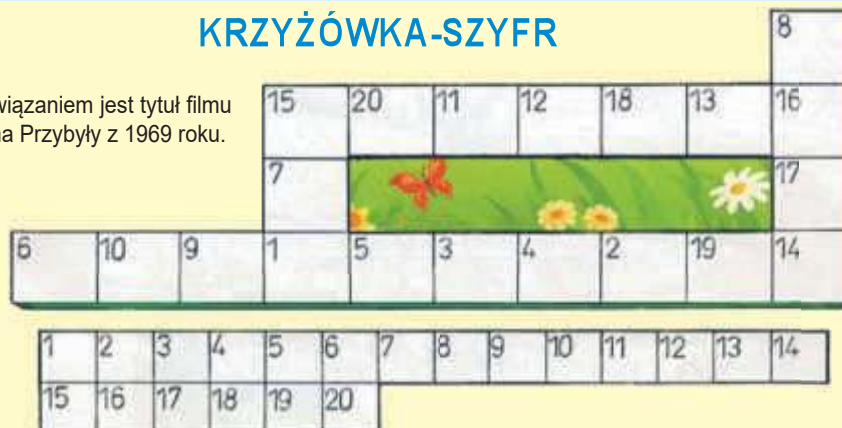 KRZYŻÓWKA-SZYFR
8
wiązaniem jest tytuł filmu
15 20 11 12 18 13 16
na Przybyły z 1969 roku.
7 17
6 10 9 1 5 3 4 2 19 14
1 2 3 4 5 6 7 8 9 10 11 12 13 14
15 16 17 18 19 20